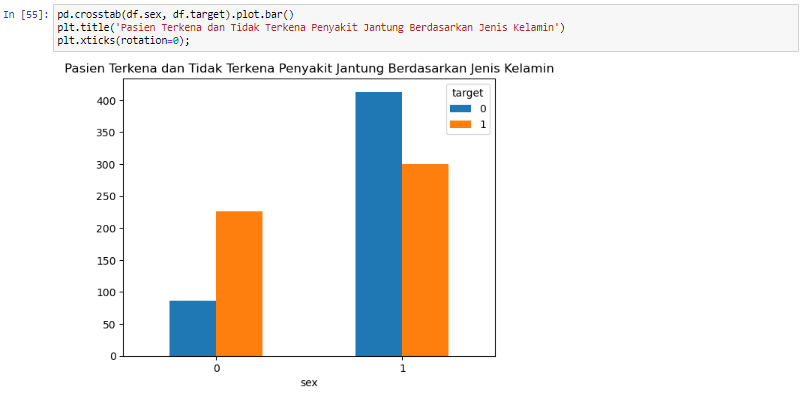 In [55]: pd.crosstab(df.sex, df.target).plot.bar()
plt.title('Pasien Terkena dan Tidak Terkena Penyakit Jantung Berdasarkan Jenis Kelamin')
plt.xticks(rotation=0);
Pasien Terkena dan Tidak Terkena Penyakit Jantung Berdasarkan Jenis Kelamin
target
0
1
400
350
300
250
200
150
100
50
0
0 1
sex